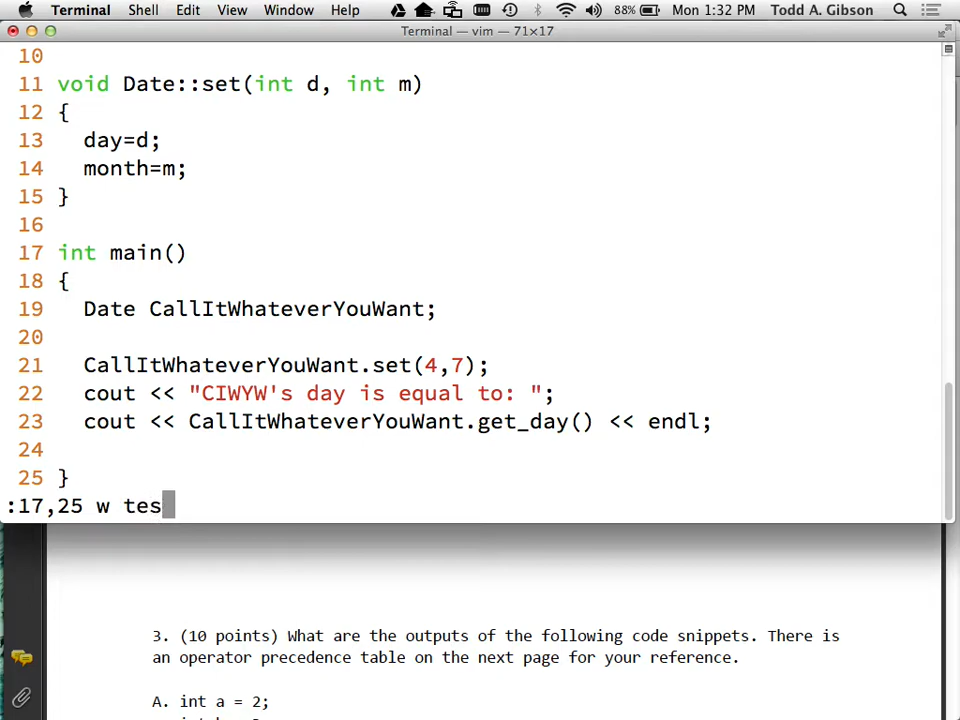 Terminal Shell Edit View Window Help 88% Mon 1:32 PM Todd A. Gibson
Terminal — vim — 71×17
10
11 void Date::set(int d, int m)
12 {
13   day=d;
14   month=m;
15 }
16
17 int main()
18 {
19   Date CallItWhateverYouWant;
20
21   CallItWhateverYouWant.set(4,7);
22   cout << "CIWYW's day is equal to: ";
23   cout << CallItWhateverYouWant.get_day() << endl;
24
25 }
:17,25 w tes
3. (10 points) What are the outputs of the following code snippets. There is
an operator precedence table on the next page for your reference.
A. int a = 2;